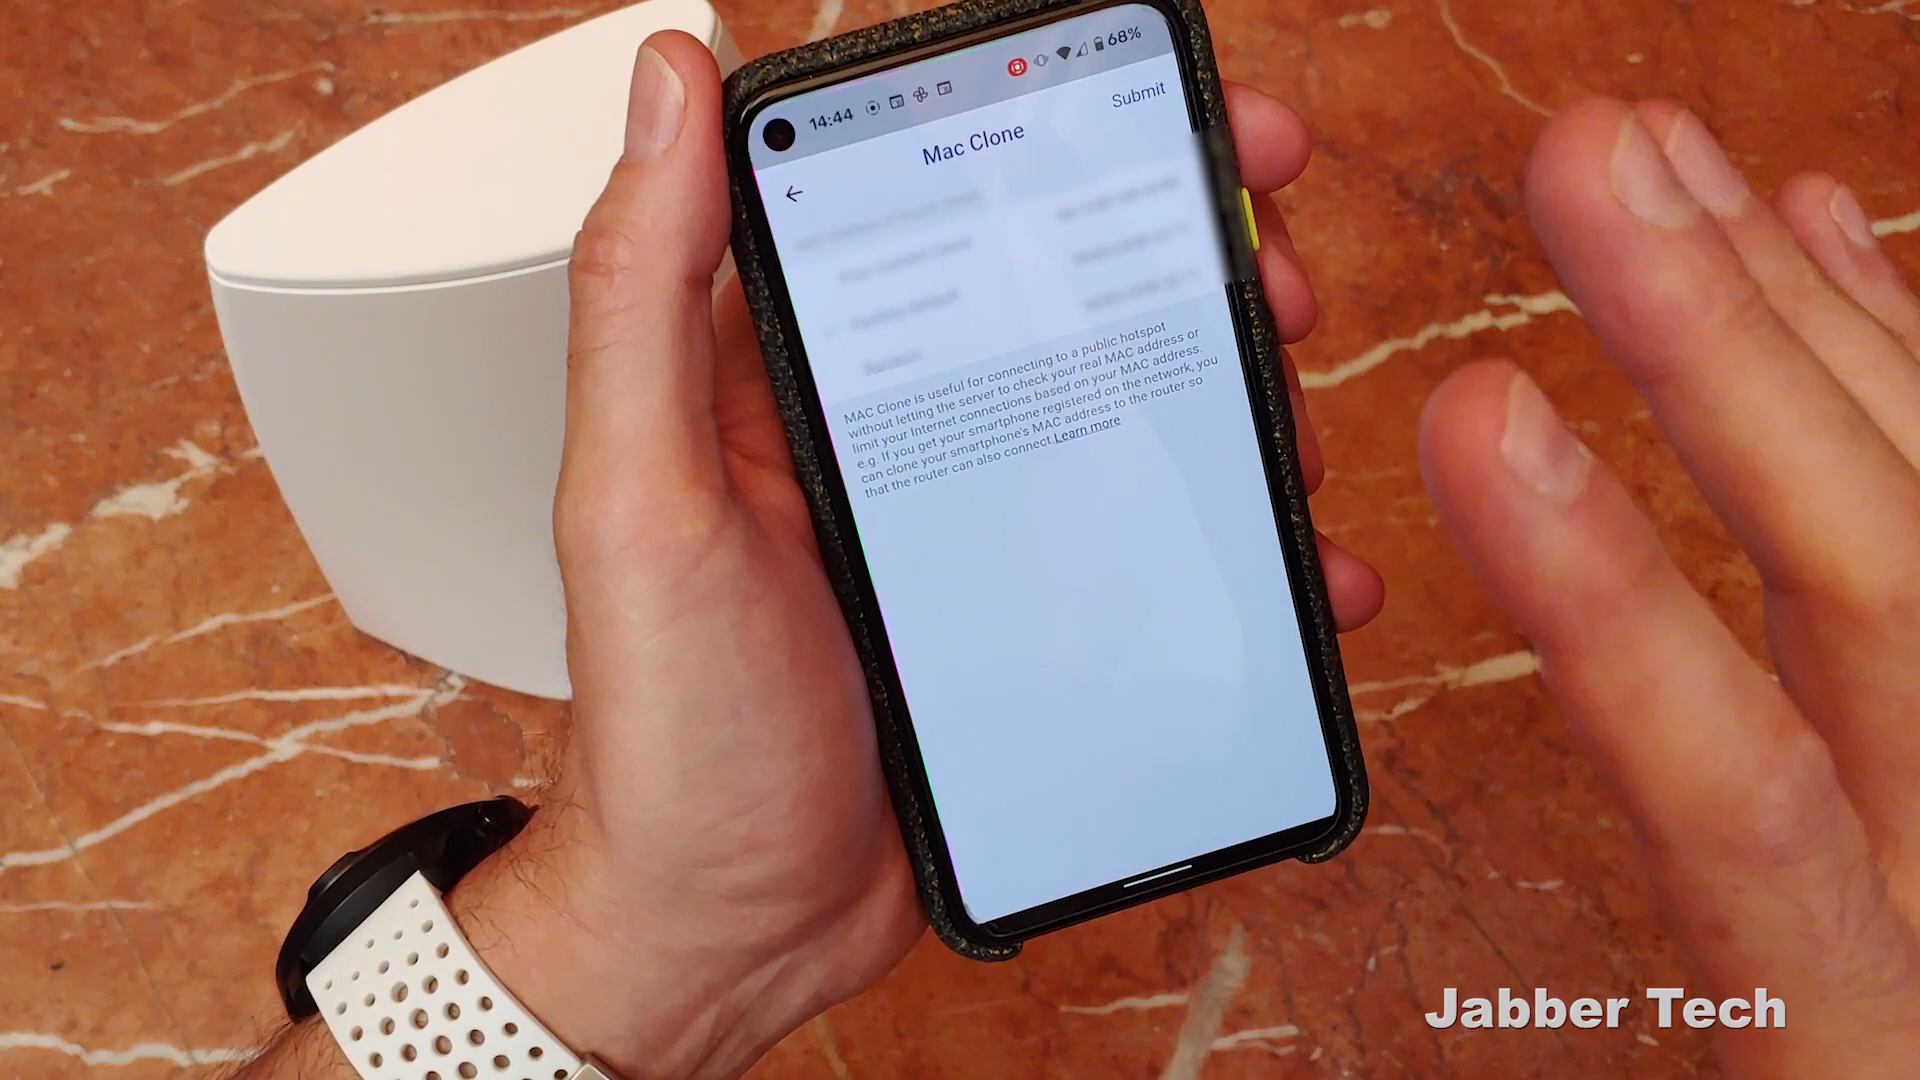 14:44
68%
Submit
Mac Clone
MAC Clone is useful for connecting to a public hotspot
without letting the server to check your real MAC address or
limit your Internet connections based on your MAC address.
e.g. If you get your smartphone registered on the network, you
can clone your smartphone's MAC address to the router so
that the router can also connect.Learn more
Jabber Tech